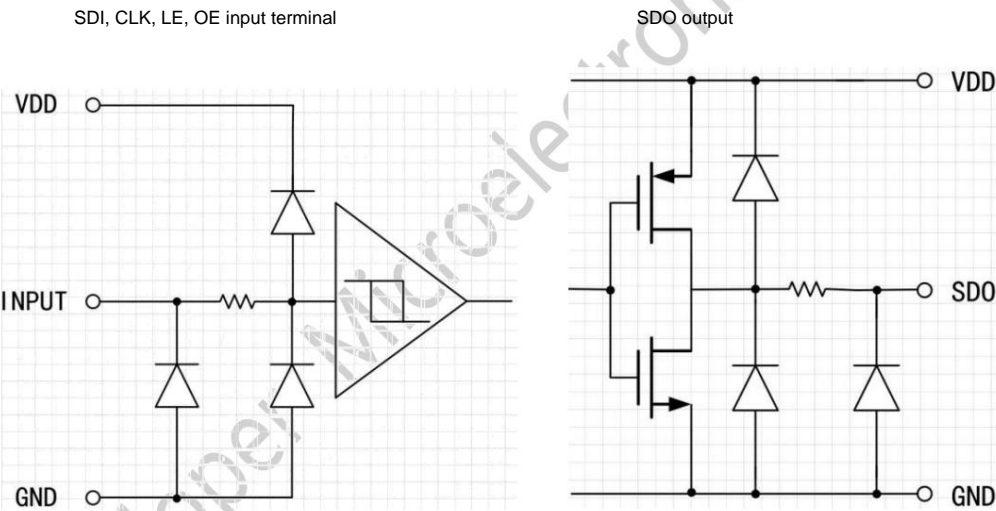 SDI, CLK, LE, OE input terminal
SDO output
VDD
INPUT
GND
VDD
SDO
GND